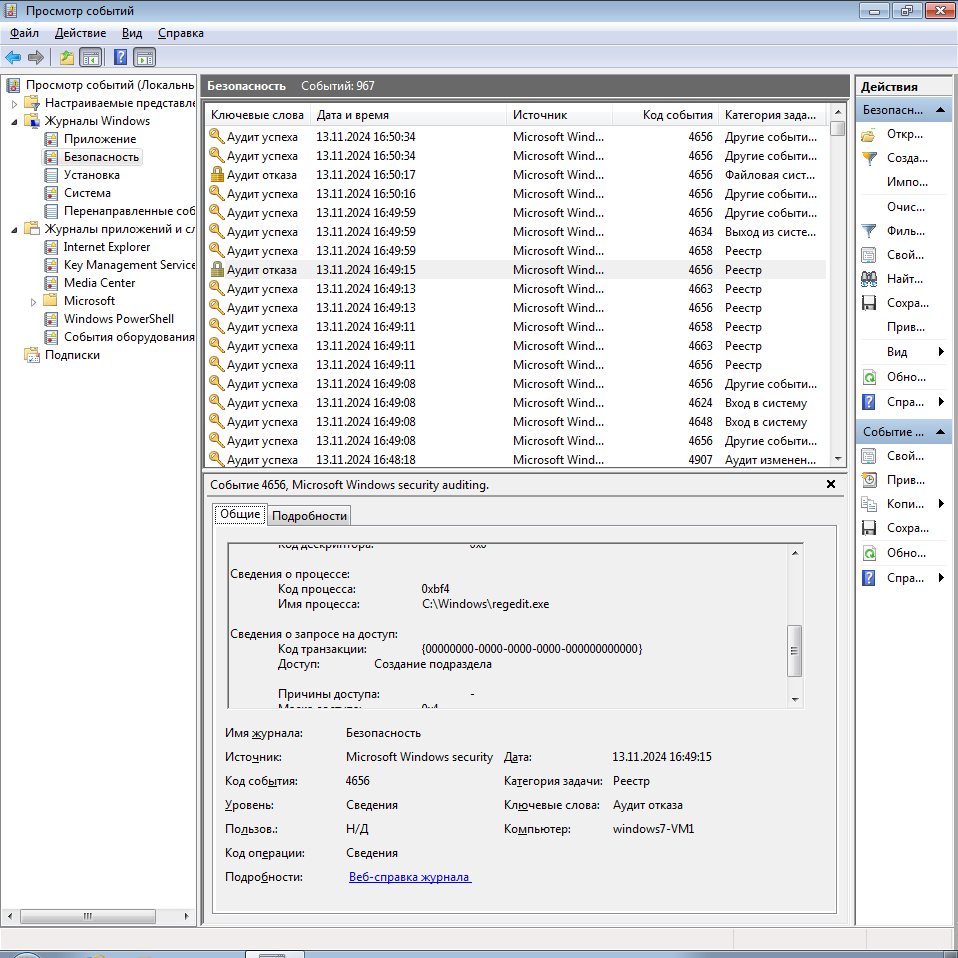 Просмотр событий
Файл Действие Вид Справка
Просмотр событий (Локальнь
Настраиваемые представле
Журналы Windows
Приложение
Безопасность
Установка
Система
Перенаправленные соб
Журналы приложений и сл
Internet Explorer
Key Management Service
Media Center
Microsoft
Windows PowerShell
События оборудования
Подписки
Безопасность Событий: 967
Ключевые слова Дата и время Источник Код события Категория зада...
Аудит успеха 13.11.2024 16:50:34 Microsoft Wind... 4656 Другие событи...
Аудит успеха 13.11.2024 16:50:34 Microsoft Wind... 4656 Другие событи...
Аудит отказа 13.11.2024 16:50:17 Microsoft Wind... 4656 Файловая сист...
Аудит успеха 13.11.2024 16:50:16 Microsoft Wind... 4656 Другие событи...
Аудит успеха 13.11.2024 16:49:59 Microsoft Wind... 4656 Другие событи...
Аудит успеха 13.11.2024 16:49:59 Microsoft Wind... 4634 Выход из систе...
Аудит успеха 13.11.2024 16:49:59 Microsoft Wind... 4658 Реестр
Аудит отказа 13.11.2024 16:49:15 Microsoft Wind... 4656 Реестр
Аудит успеха 13.11.2024 16:49:13 Microsoft Wind... 4663 Реестр
Аудит успеха 13.11.2024 16:49:13 Microsoft Wind... 4656 Реестр
Аудит успеха 13.11.2024 16:49:11 Microsoft Wind... 4658 Реестр
Аудит успеха 13.11.2024 16:49:11 Microsoft Wind... 4663 Реестр
Аудит успеха 13.11.2024 16:49:11 Microsoft Wind... 4656 Реестр
Аудит успеха 13.11.2024 16:49:08 Microsoft Wind... 4656 Другие событи...
Аудит успеха 13.11.2024 16:49:08 Microsoft Wind... 4624 Вход в систему
Аудит успеха 13.11.2024 16:49:08 Microsoft Wind... 4648 Вход в систему
Аудит успеха 13.11.2024 16:49:08 Microsoft Wind... 4656 Другие событи...
Аудит успеха 13.11.2024 16:48:18 Microsoft Wind... 4907 Аудит изменен...
Событие 4656, Microsoft Windows security auditing.
Общие Подробности
Код дескриптора: 0x0
Сведения о процессе:
Код процесса: 0xbf4
Имя процесса: C:\Windows\regedit.exe
Сведения о запросе на доступ:
Код транзакции: {00000000-0000-0000-0000-000000000000}
Доступ: Создание подраздела
Причины доступа: -
Маска доступа: 0x4
Имя журнала: Безопасность
Источник: Microsoft Windows security Дата: 13.11.2024 16:49:15
Код события: 4656 Категория задачи: Реестр
Уровень: Сведения Ключевые слова: Аудит отказа
Пользов.: Н/Д Компьютер: windows7-VM1
Код операции: Сведения
Подробности: Веб-справка журнала
Действия
Безопасн...
Откр...
Созда...
Импо...
Очис...
Филь...
Свой...
Найт...
Сохра...
Прив...
Вид
Обно...
Спра...
Событие ...
Свой...
Прив...
Копи...
Сохра...
Обно...
Спра...